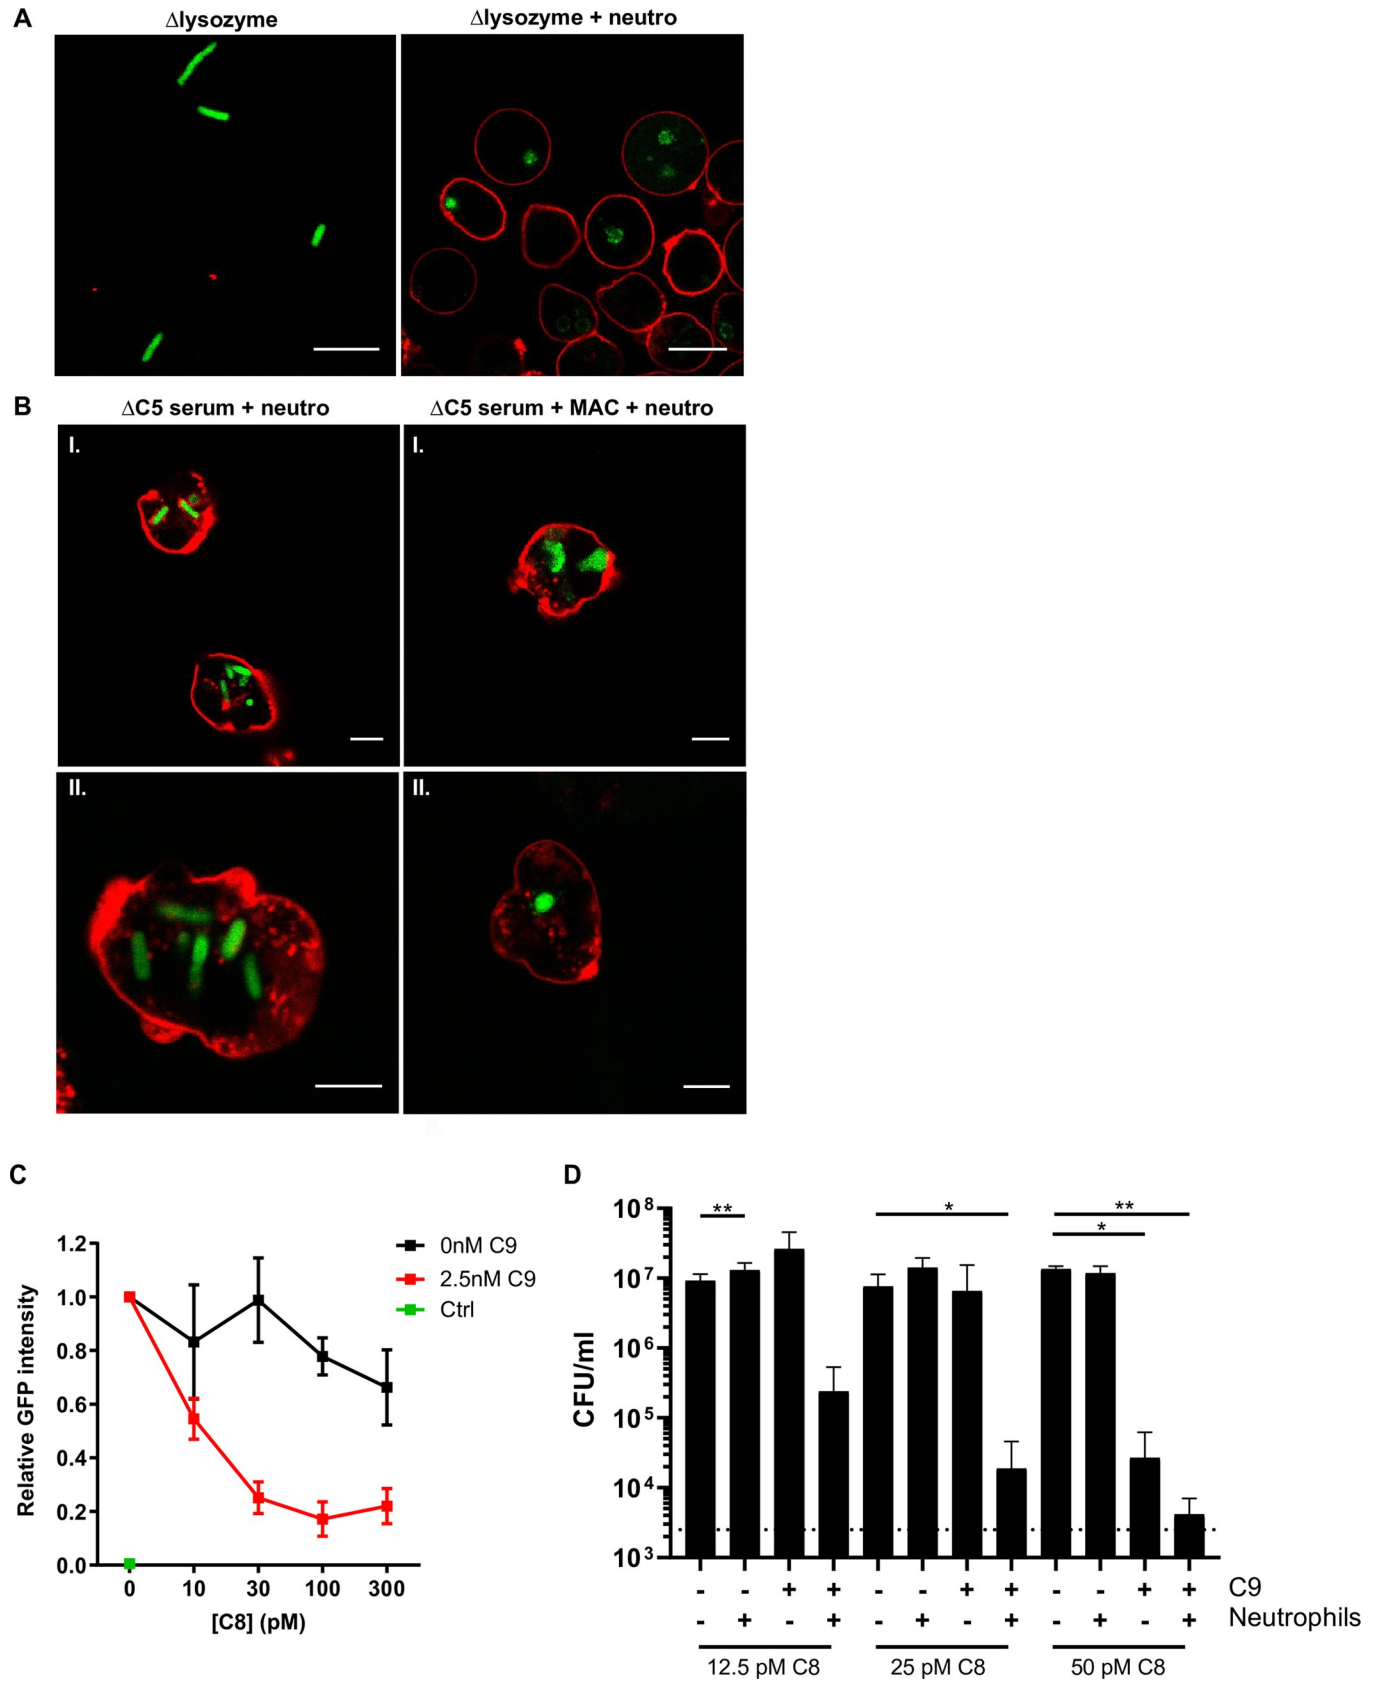 A
Δlysozyme
Δlysozyme + neutro
B
ΔC5 serum + neutro
ΔC5 serum + MAC + neutro
I.
I.
II.
II.
C
1.2
1.0
0.8
0.6
0.4
0.2
0.0
Relative GFP intensity
0 10 30 100 300
[C8] (pM)
0nM C9
2.5nM C9
Ctrl
D
10⁸
10⁷
10⁶
10⁵
10⁴
10³
CFU/ml
**
*
**
*
- - + + - - + + - - + + C9
- + - + - + - + - + - + Neutrophils
12.5 pM C8 25 pM C8 50 pM C8